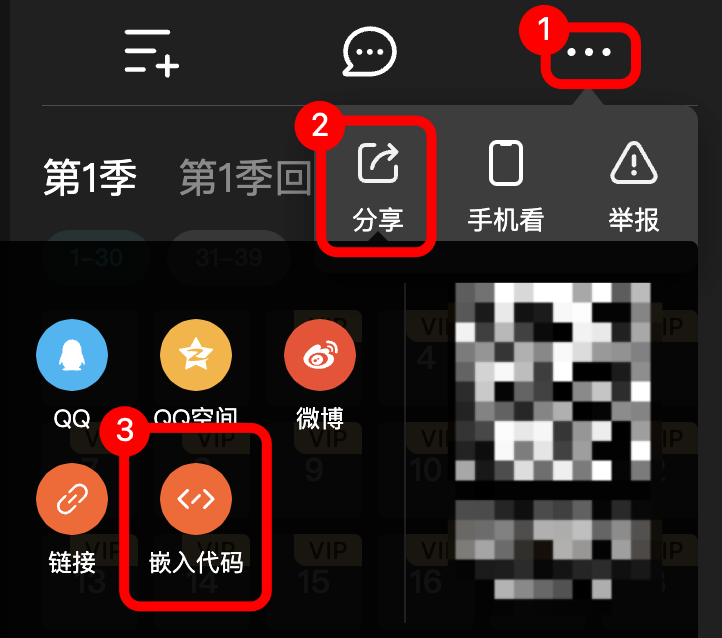 1
2
第1季 第1季回
分享 手机看 举报
1-30 31-39
VIP
4
QQ QQ空间 微博
3
VIP VIP
9 10
链接 嵌入代码
VIP VIP
13 14 15 16